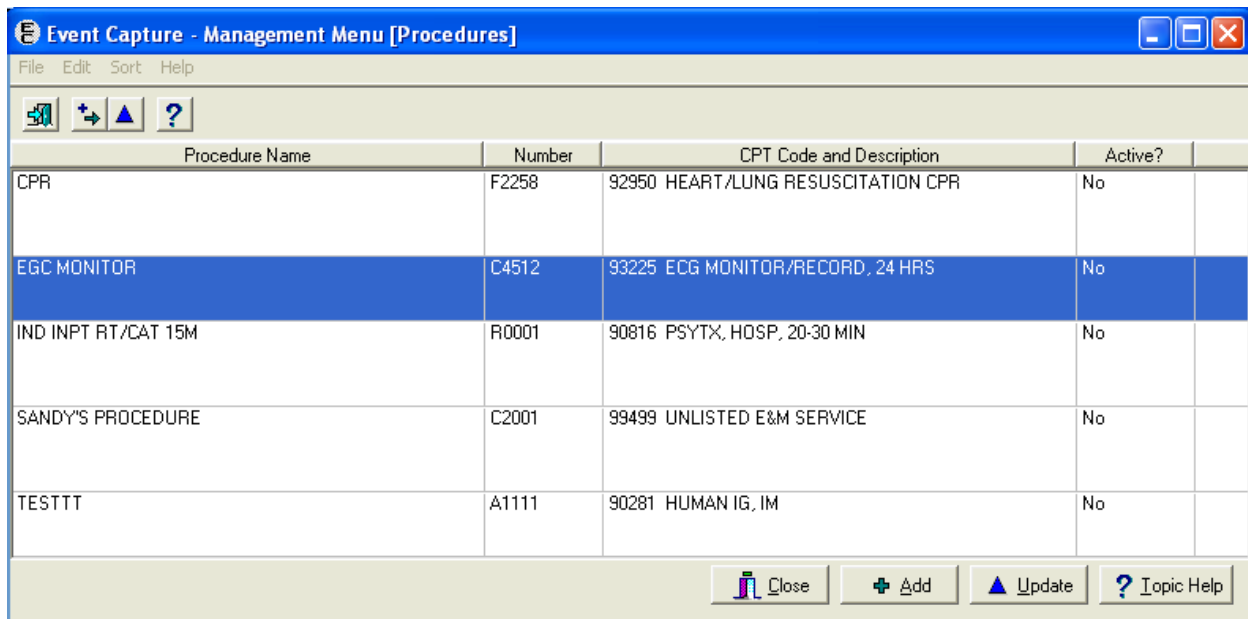 Event Capture - Management Menu [Procedures]
File Edit Sort Help
Procedure Name Number CPT Code and Description Active?
CPR F2258 92950 HEART/LUNG RESUSCITATION CPR No
EGC MONITOR C4512 93225 ECG MONITOR/RECORD, 24 HRS No
IND INPT RT/CAT 15M R0001 90816 PSYTX, HOSP, 20-30 MIN No
SANDY'S PROCEDURE C2001 99499 UNLISTED E&M SERVICE No
TESTTT A1111 90281 HUMAN IG, IM No
Close Add Update ? Topic Help